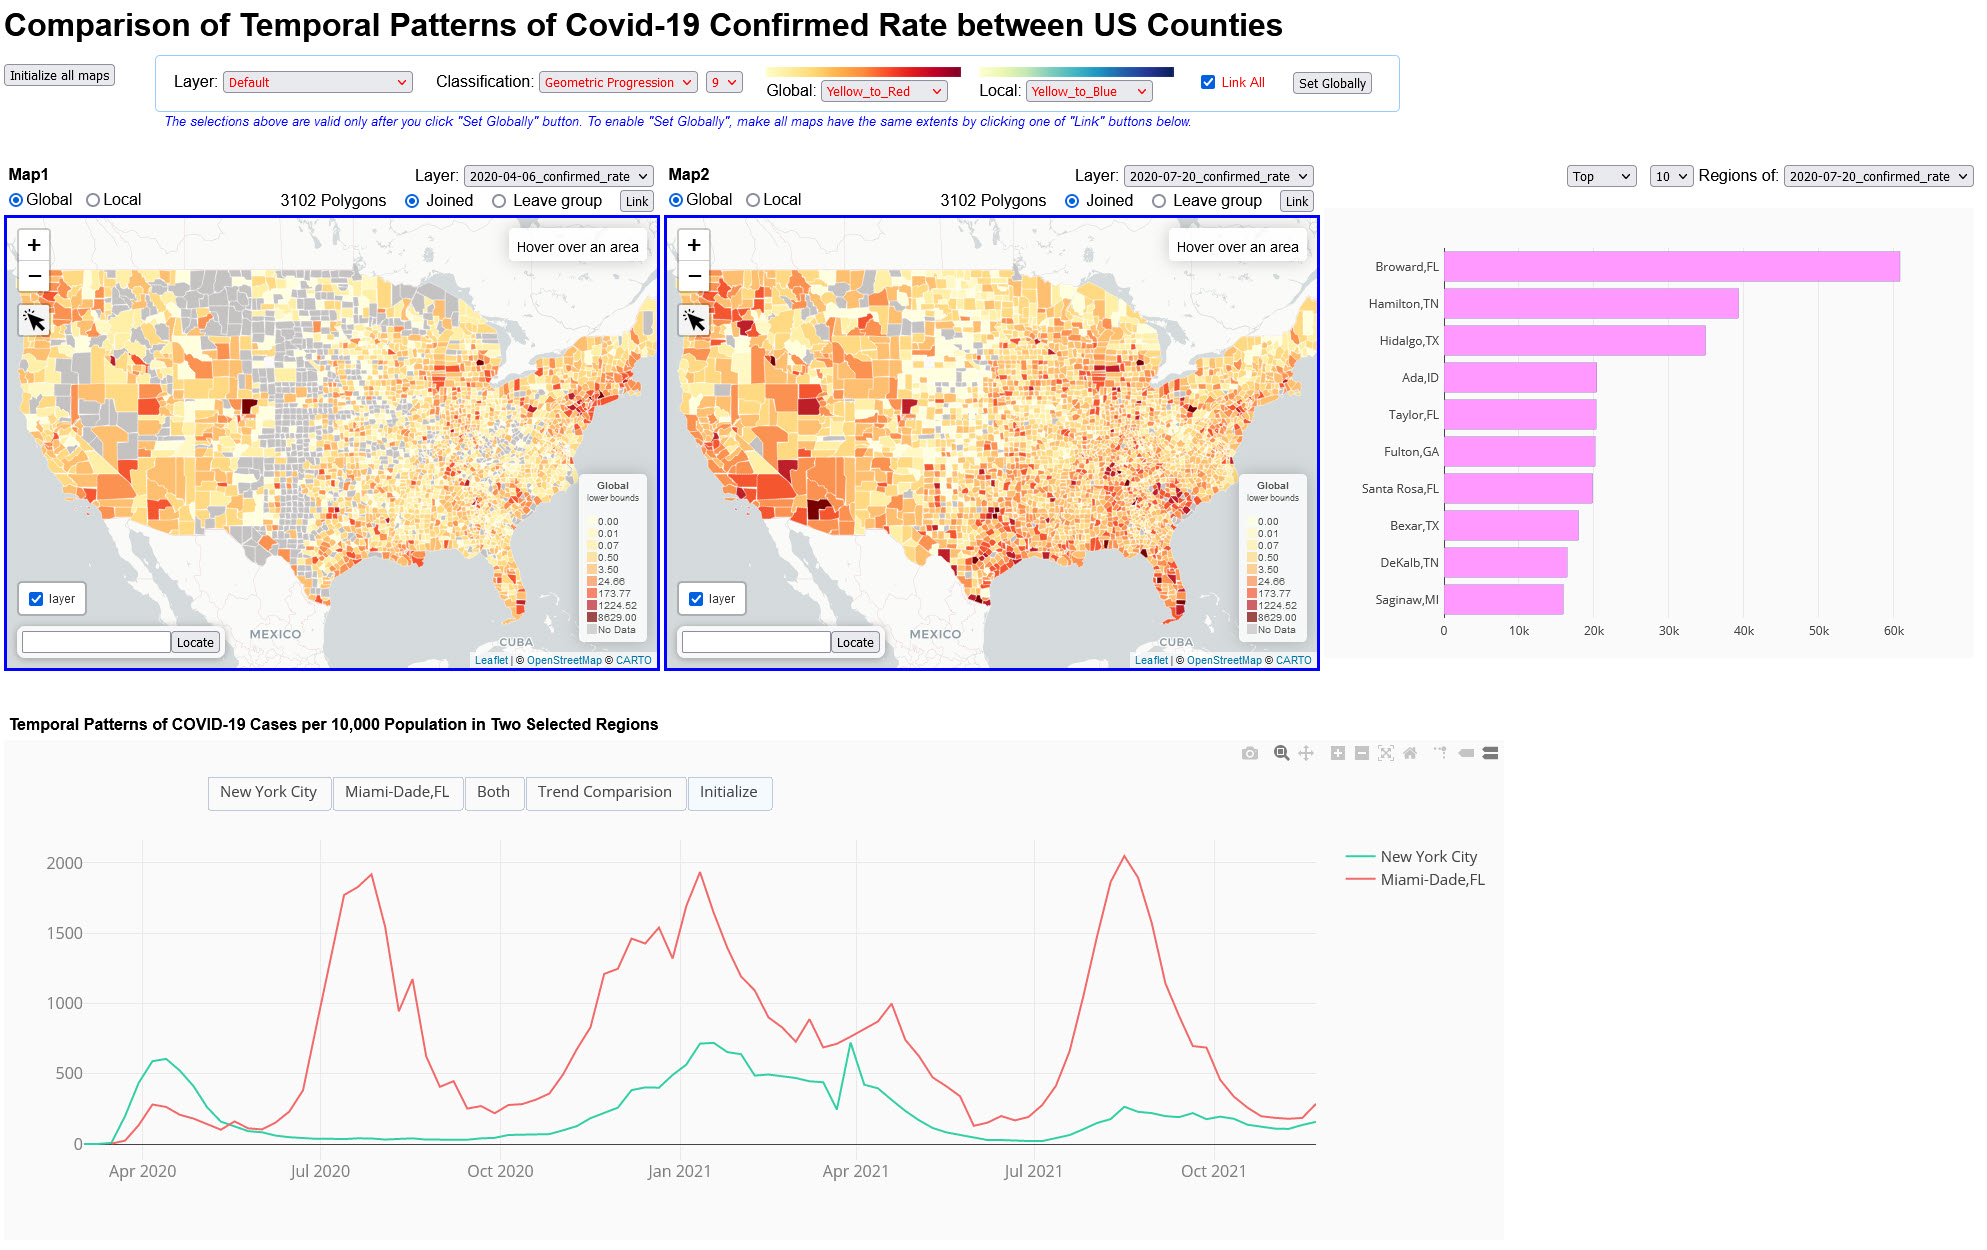 Comparison of Temporal Patterns of Covid-19 Confirmed Rate between US Counties
Initialize all maps
Layer: Default
Classification: Geometric Progression 9
Global: Yellow_to_Red
Local: Yellow_to_Blue
Link All
Set Globally
The selections above are valid only after you click "Set Globally" button. To enable "Set Globally", make all maps have the same extents by clicking one of "Link" buttons below.
Map1
Layer: 2020-04-06_confirmed_rate
Global Local
3102 Polygons
Joined Leave group Link
+
−
Hover over an area
Global
lower bounds
0.00
0.01
0.07
0.50
3.50
24.66
173.77
1224.52
8629.00
No Data
layer
Locate
MEXICO
CUBA
Leaflet | © OpenStreetMap © CARTO
Map2
Layer: 2020-07-20_confirmed_rate
Global Local
3102 Polygons
Joined Leave group Link
+
−
Hover over an area
Global
lower bounds
0.00
0.01
0.07
0.50
3.50
24.66
173.77
1224.52
8629.00
No Data
layer
Locate
MEXICO
CUBA
Leaflet | © OpenStreetMap © CARTO
Top 10 Regions of: 2020-07-20_confirmed_rate
Broward,FL
Hamilton,TN
Hidalgo,TX
Ada,ID
Taylor,FL
Fulton,GA
Santa Rosa,FL
Bexar,TX
DeKalb,TN
Saginaw,MI
0 10k 20k 30k 40k 50k 60k
Temporal Patterns of COVID-19 Cases per 10,000 Population in Two Selected Regions
New York City Miami-Dade,FL Both Trend Comparision Initialize
2000
1500
1000
500
0
Apr 2020 Jul 2020 Oct 2020 Jan 2021 Apr 2021 Jul 2021 Oct 2021
New York City
Miami-Dade,FL